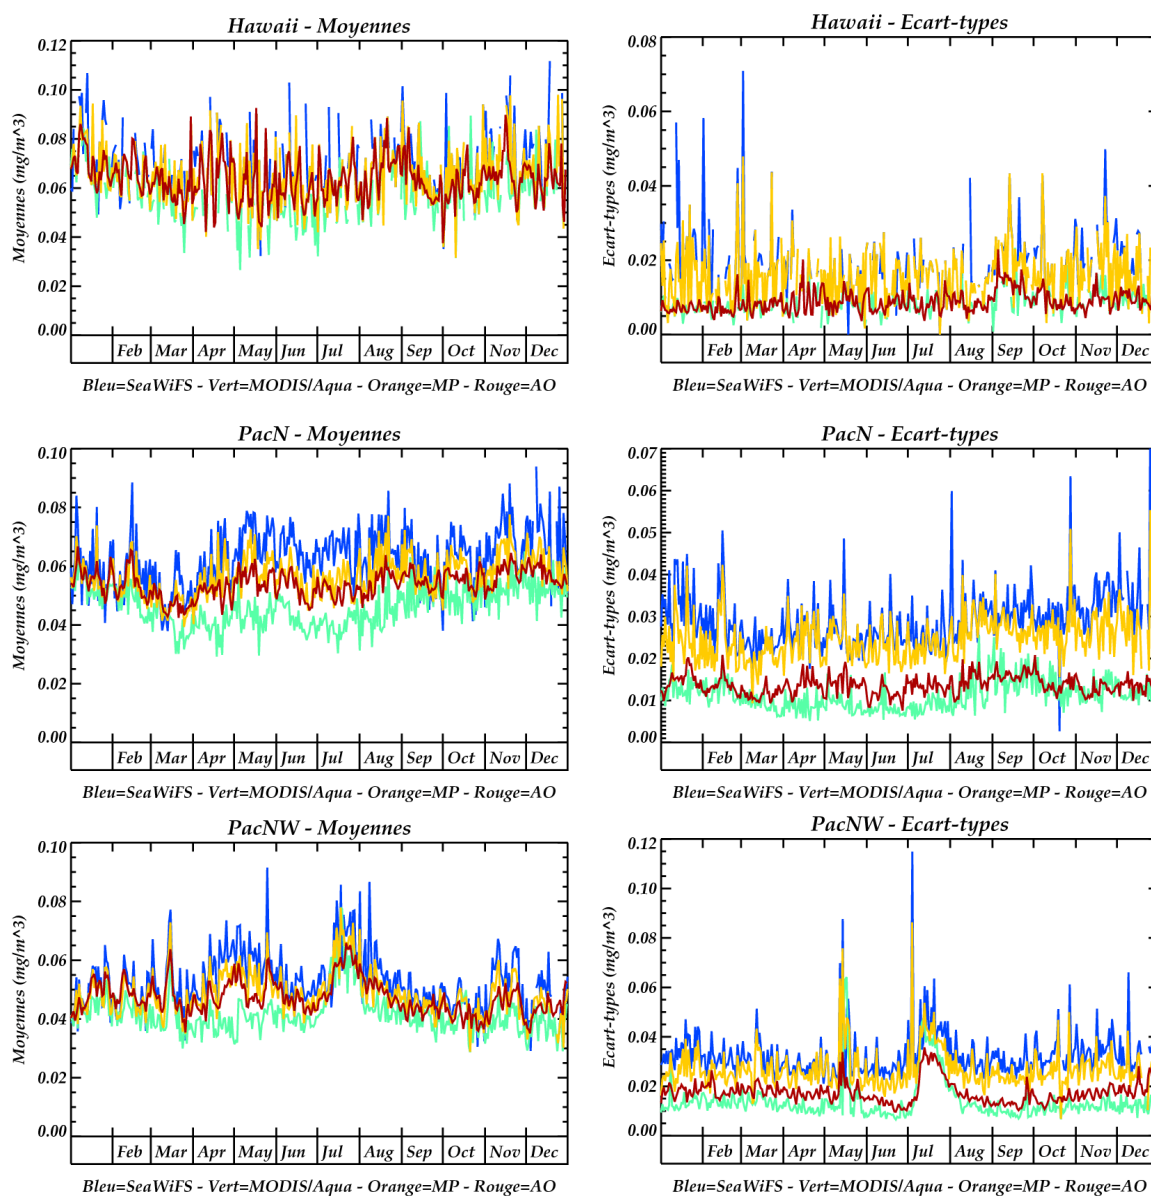 Hawaii - Moyennes
0.12
0.10
0.08
0.06
0.04
0.02
0.00
Moyennes (mg/m^3)
Feb Mar Apr May Jun Jul Aug Sep Oct Nov Dec
Bleu=SeaWiFS - Vert=MODIS/Aqua - Orange=MP - Rouge=AO
Hawaii - Ecart-types
0.08
0.06
0.04
0.02
0.00
Ecart-types (mg/m^3)
Feb Mar Apr May Jun Jul Aug Sep Oct Nov Dec
Bleu=SeaWiFS - Vert=MODIS/Aqua - Orange=MP - Rouge=AO
PacN - Moyennes
0.10
0.08
0.06
0.04
0.02
0.00
Moyennes (mg/m^3)
Feb Mar Apr May Jun Jul Aug Sep Oct Nov Dec
Bleu=SeaWiFS - Vert=MODIS/Aqua - Orange=MP - Rouge=AO
PacN - Ecart-types
0.07
0.06
0.05
0.04
0.03
0.02
0.01
0.00
Ecart-types (mg/m^3)
Feb Mar Apr May Jun Jul Aug Sep Oct Nov Dec
Bleu=SeaWiFS - Vert=MODIS/Aqua - Orange=MP - Rouge=AO
PacNW - Moyennes
0.10
0.08
0.06
0.04
0.02
0.00
Moyennes (mg/m^3)
Feb Mar Apr May Jun Jul Aug Sep Oct Nov Dec
Bleu=SeaWiFS - Vert=MODIS/Aqua - Orange=MP - Rouge=AO
PacNW - Ecart-types
0.12
0.10
0.08
0.06
0.04
0.02
0.00
Ecart-types (mg/m^3)
Feb Mar Apr May Jun Jul Aug Sep Oct Nov Dec
Bleu=SeaWiFS - Vert=MODIS/Aqua - Orange=MP - Rouge=AO